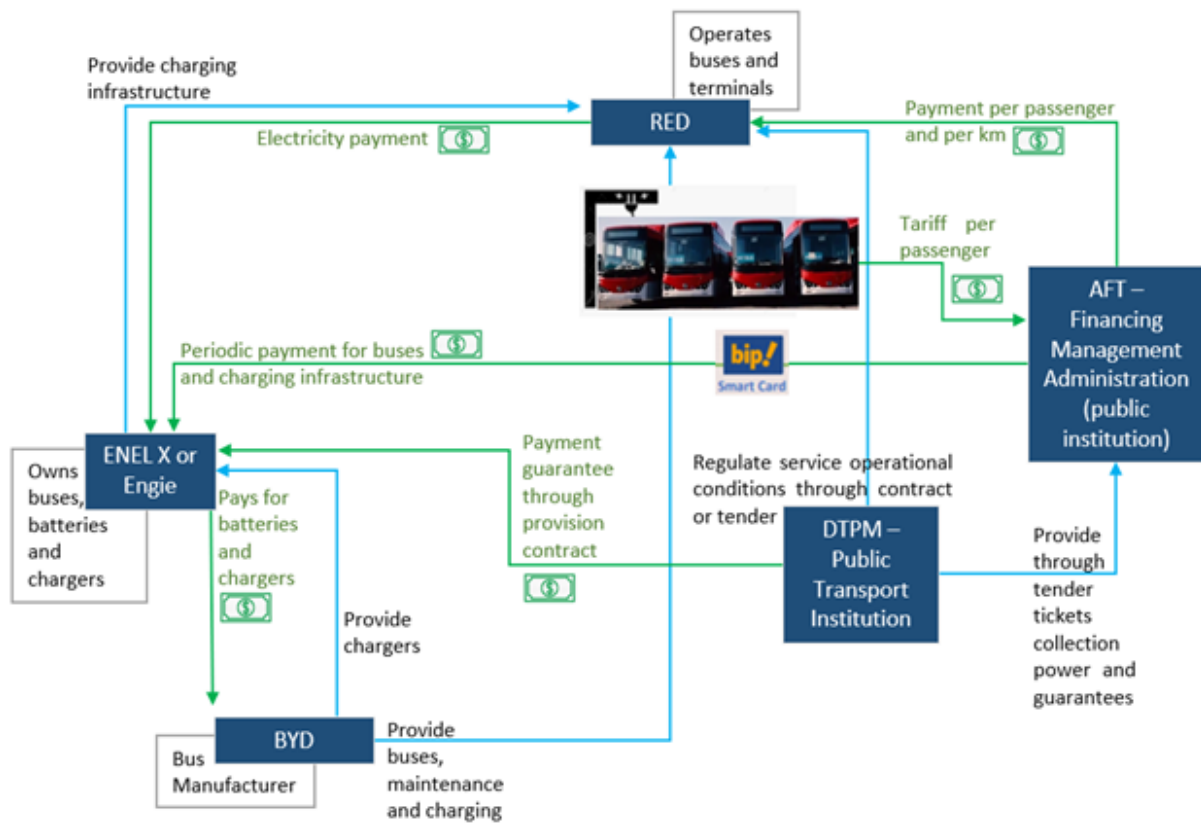 Operates
buses and
terminals
Provide charging
infrastructure
RED
Payment per passenger
and per km
Electricity payment
Tariff per
passenger
AFT –
Financing
Management
Administration
(public
institution)
Periodic payment for buses
and charging infrastructure
bip!
Smart Card
ENEL X or
Engie
Owns
buses,
batteries
and
chargers
Pays for
batteries
and
chargers
Payment
guarantee
through
provision
contract
Regulate service operational
conditions through contract
or tender
DTPM –
Public
Transport
Institution
Provide
through
tender
tickets
collection
power and
guarantees
Provide
chargers
BYD
Bus
Manufacturer
Provide
buses,
maintenance
and charging